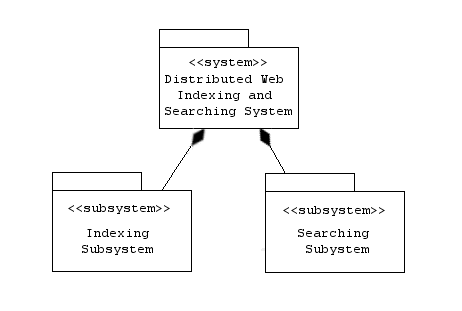 <<system>>
Distributed Web
Indexing and
Searching System
<<subsystem>>
Indexing
Subsystem
<<subsystem>>
Searching
Subystem